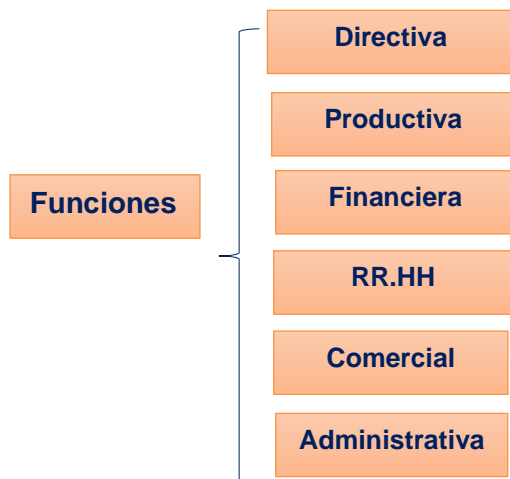 Funciones
Directiva
Productiva
Financiera
RR.HH
Comercial
Administrativa